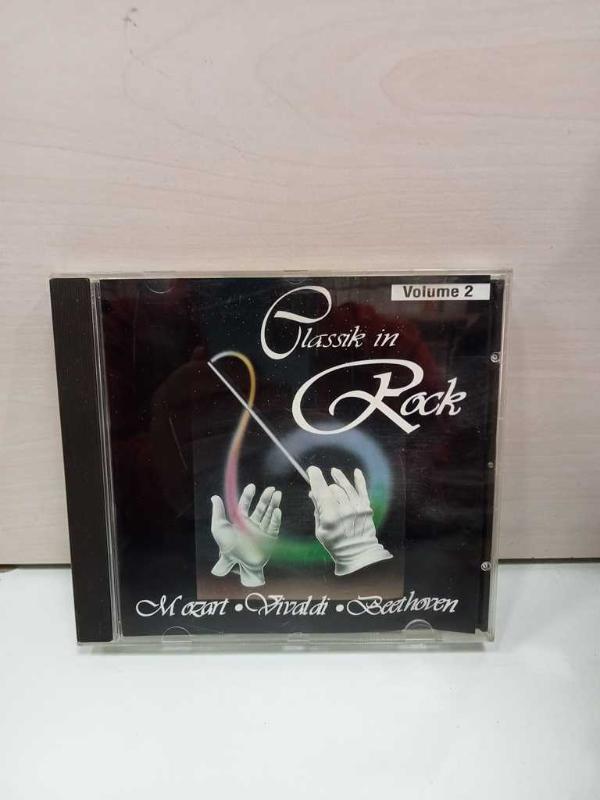 Volume 2
Classik in
Rock
Mozart • Vivaldi • Beethoven